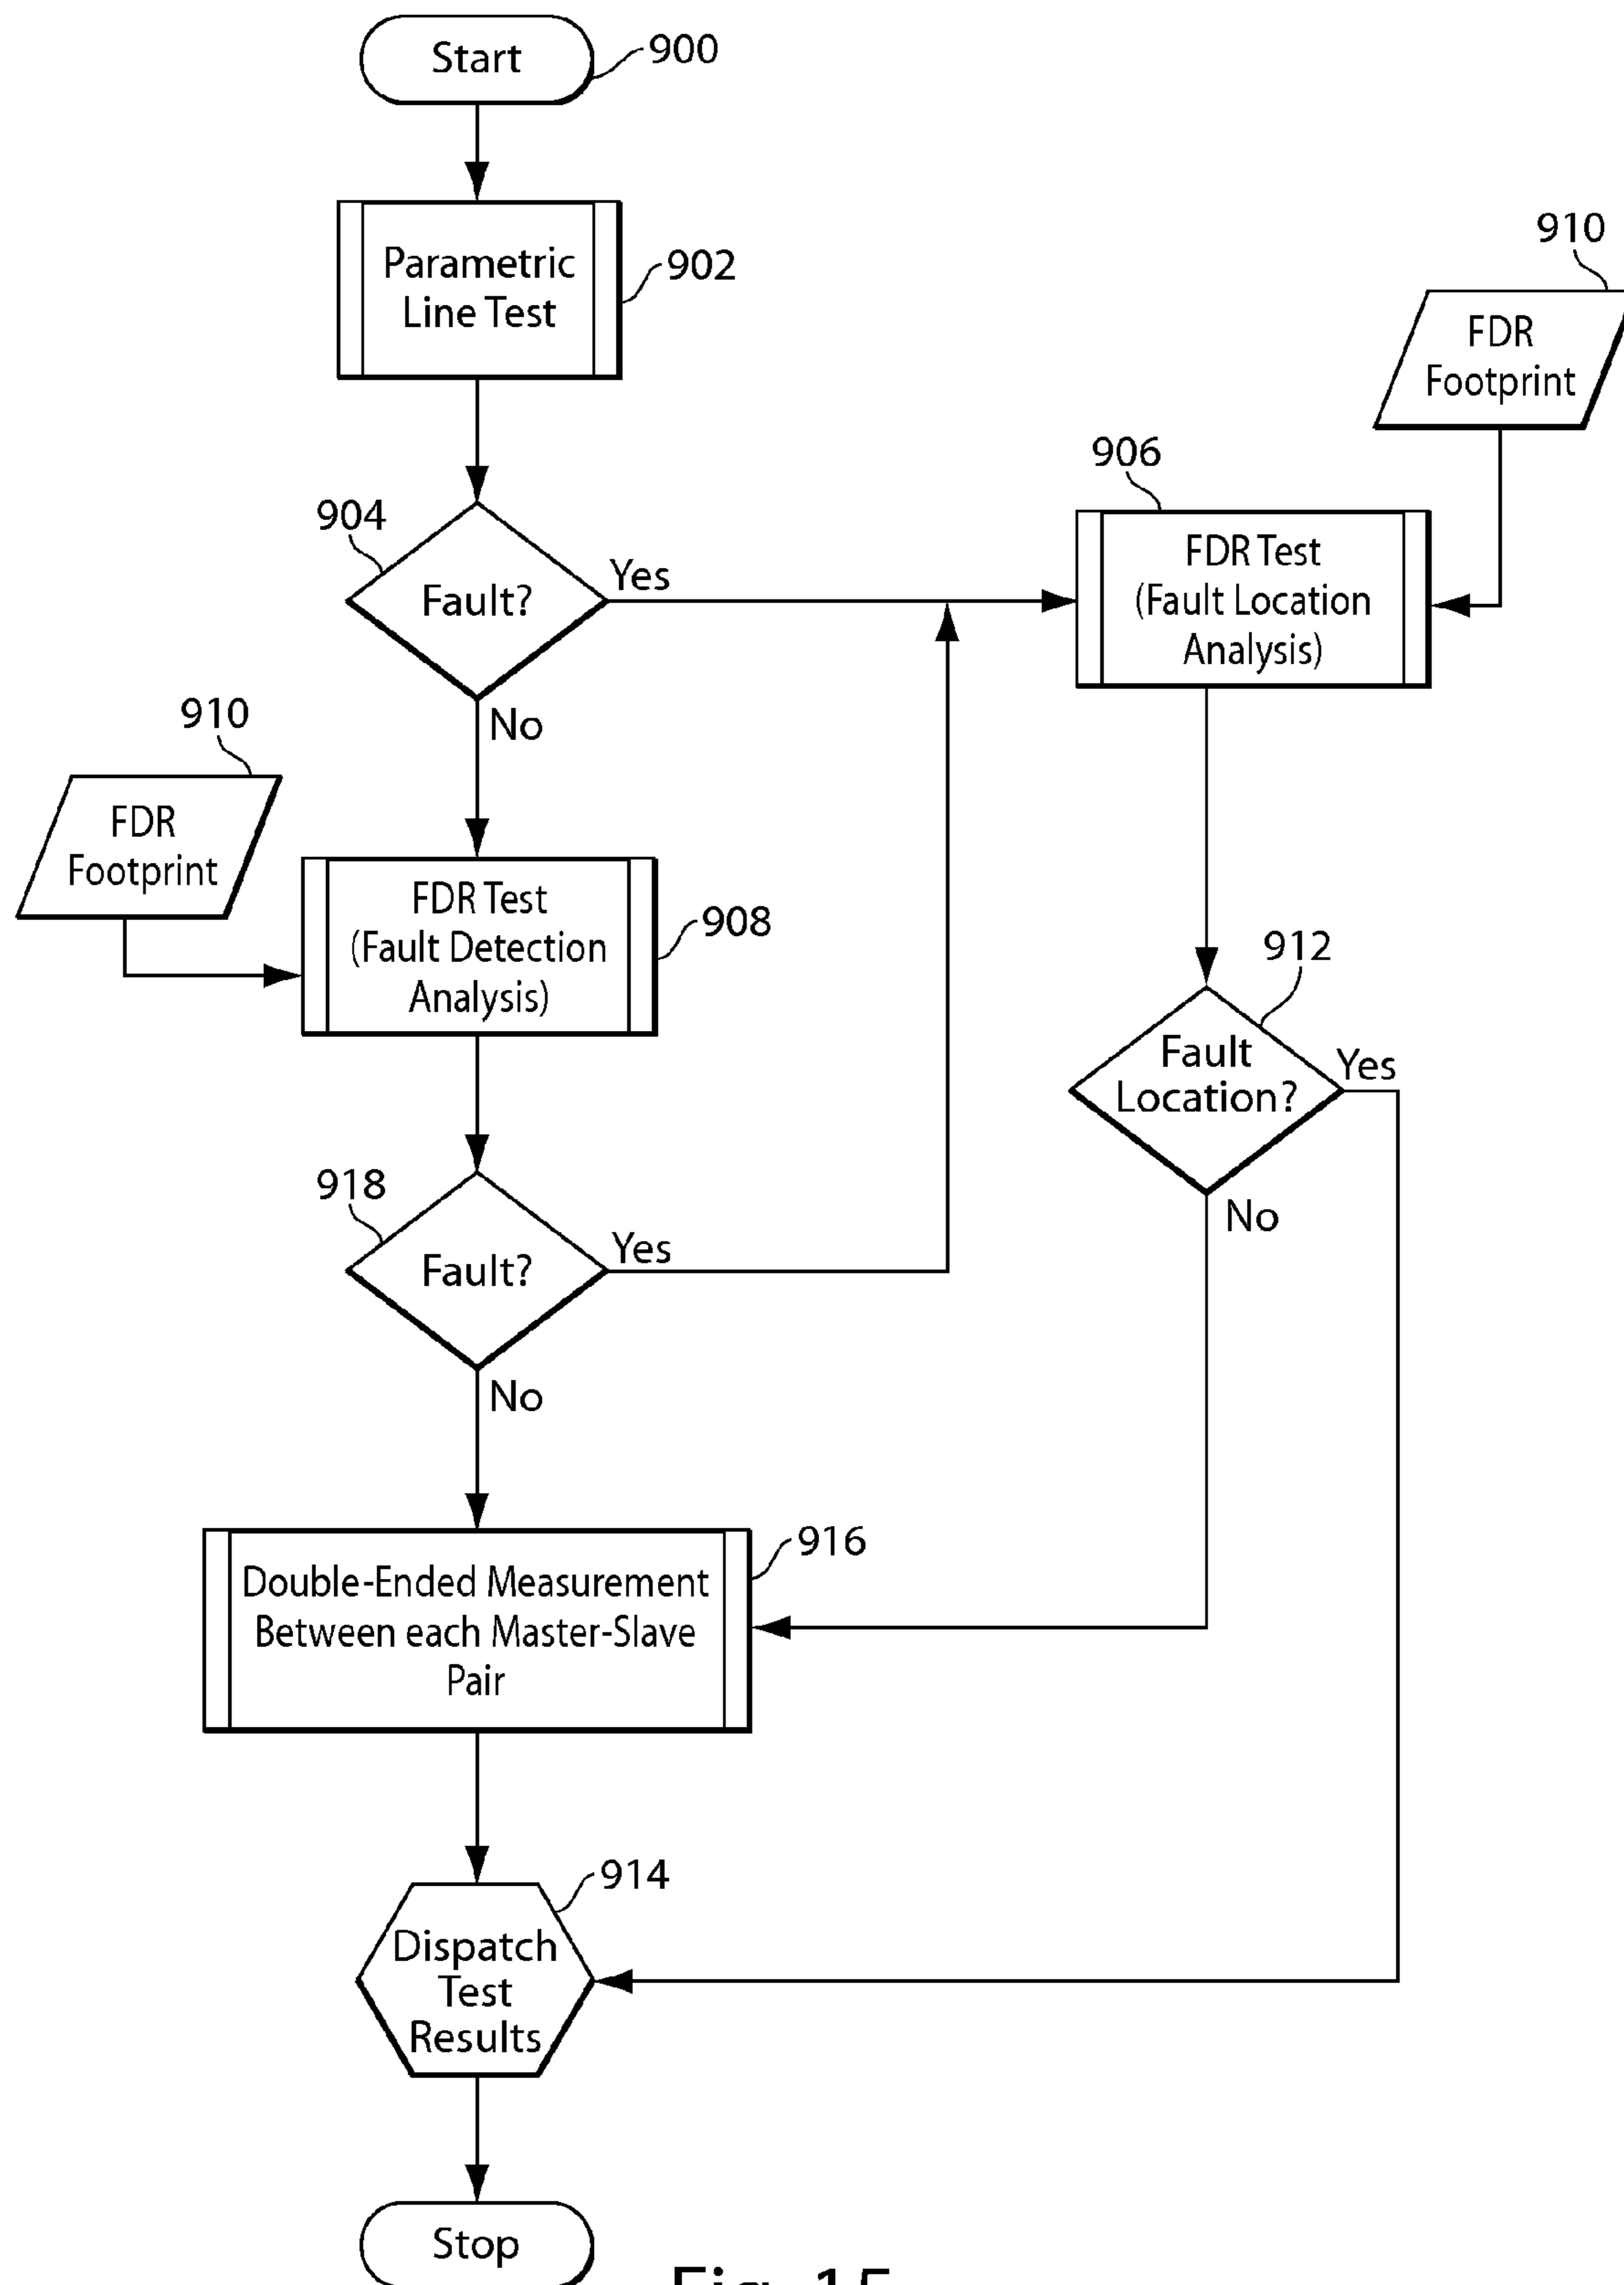 Start
900
Parametric
Line Test
902
910
FDR
Footprint
906
FDR Test
(Fault Location
Analysis)
904
Fault?
Yes
No
910
FDR
Footprint
FDR Test
(Fault Detection
Analysis)
908
912
Fault
Location?
Yes
No
918
Fault?
Yes
No
Double-Ended Measurement
Between each Master-Slave
Pair
916
914
Dispatch
Test
Results
Stop
Fig. 15